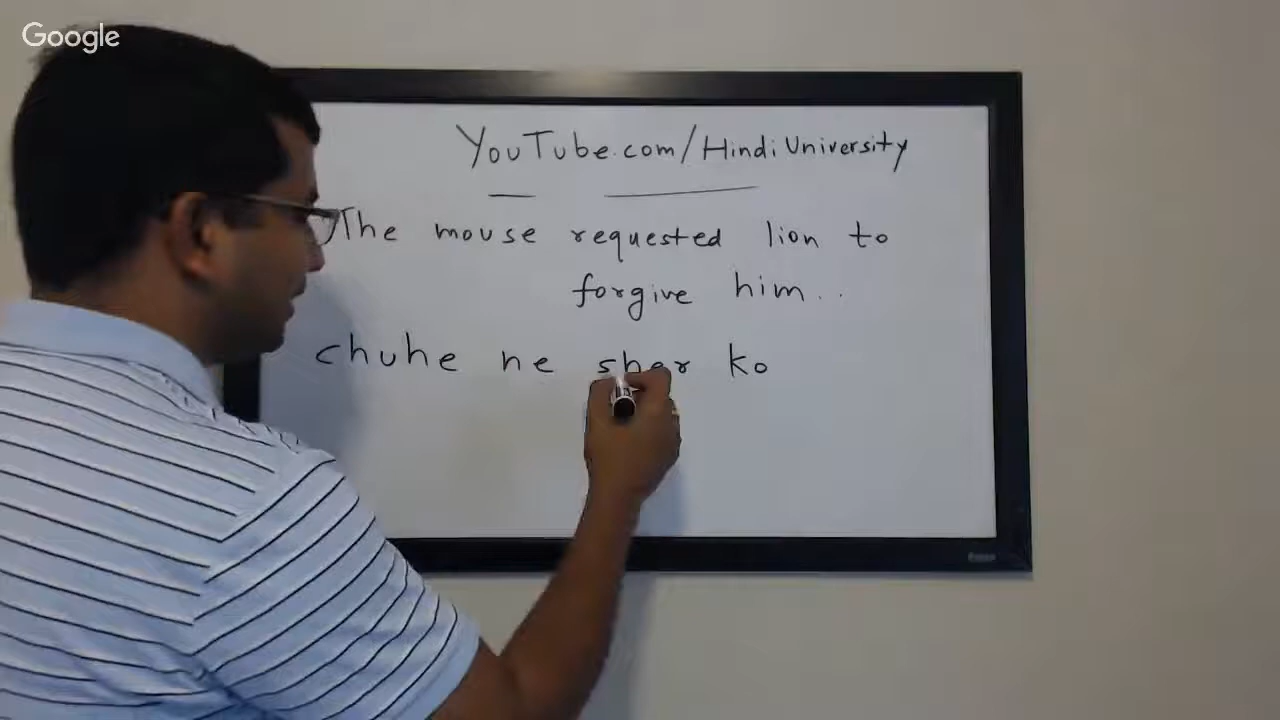 Google
YouTube.com/HindiUniversity
The mouse requested lion to
forgive him..
chuhe ne sher ko